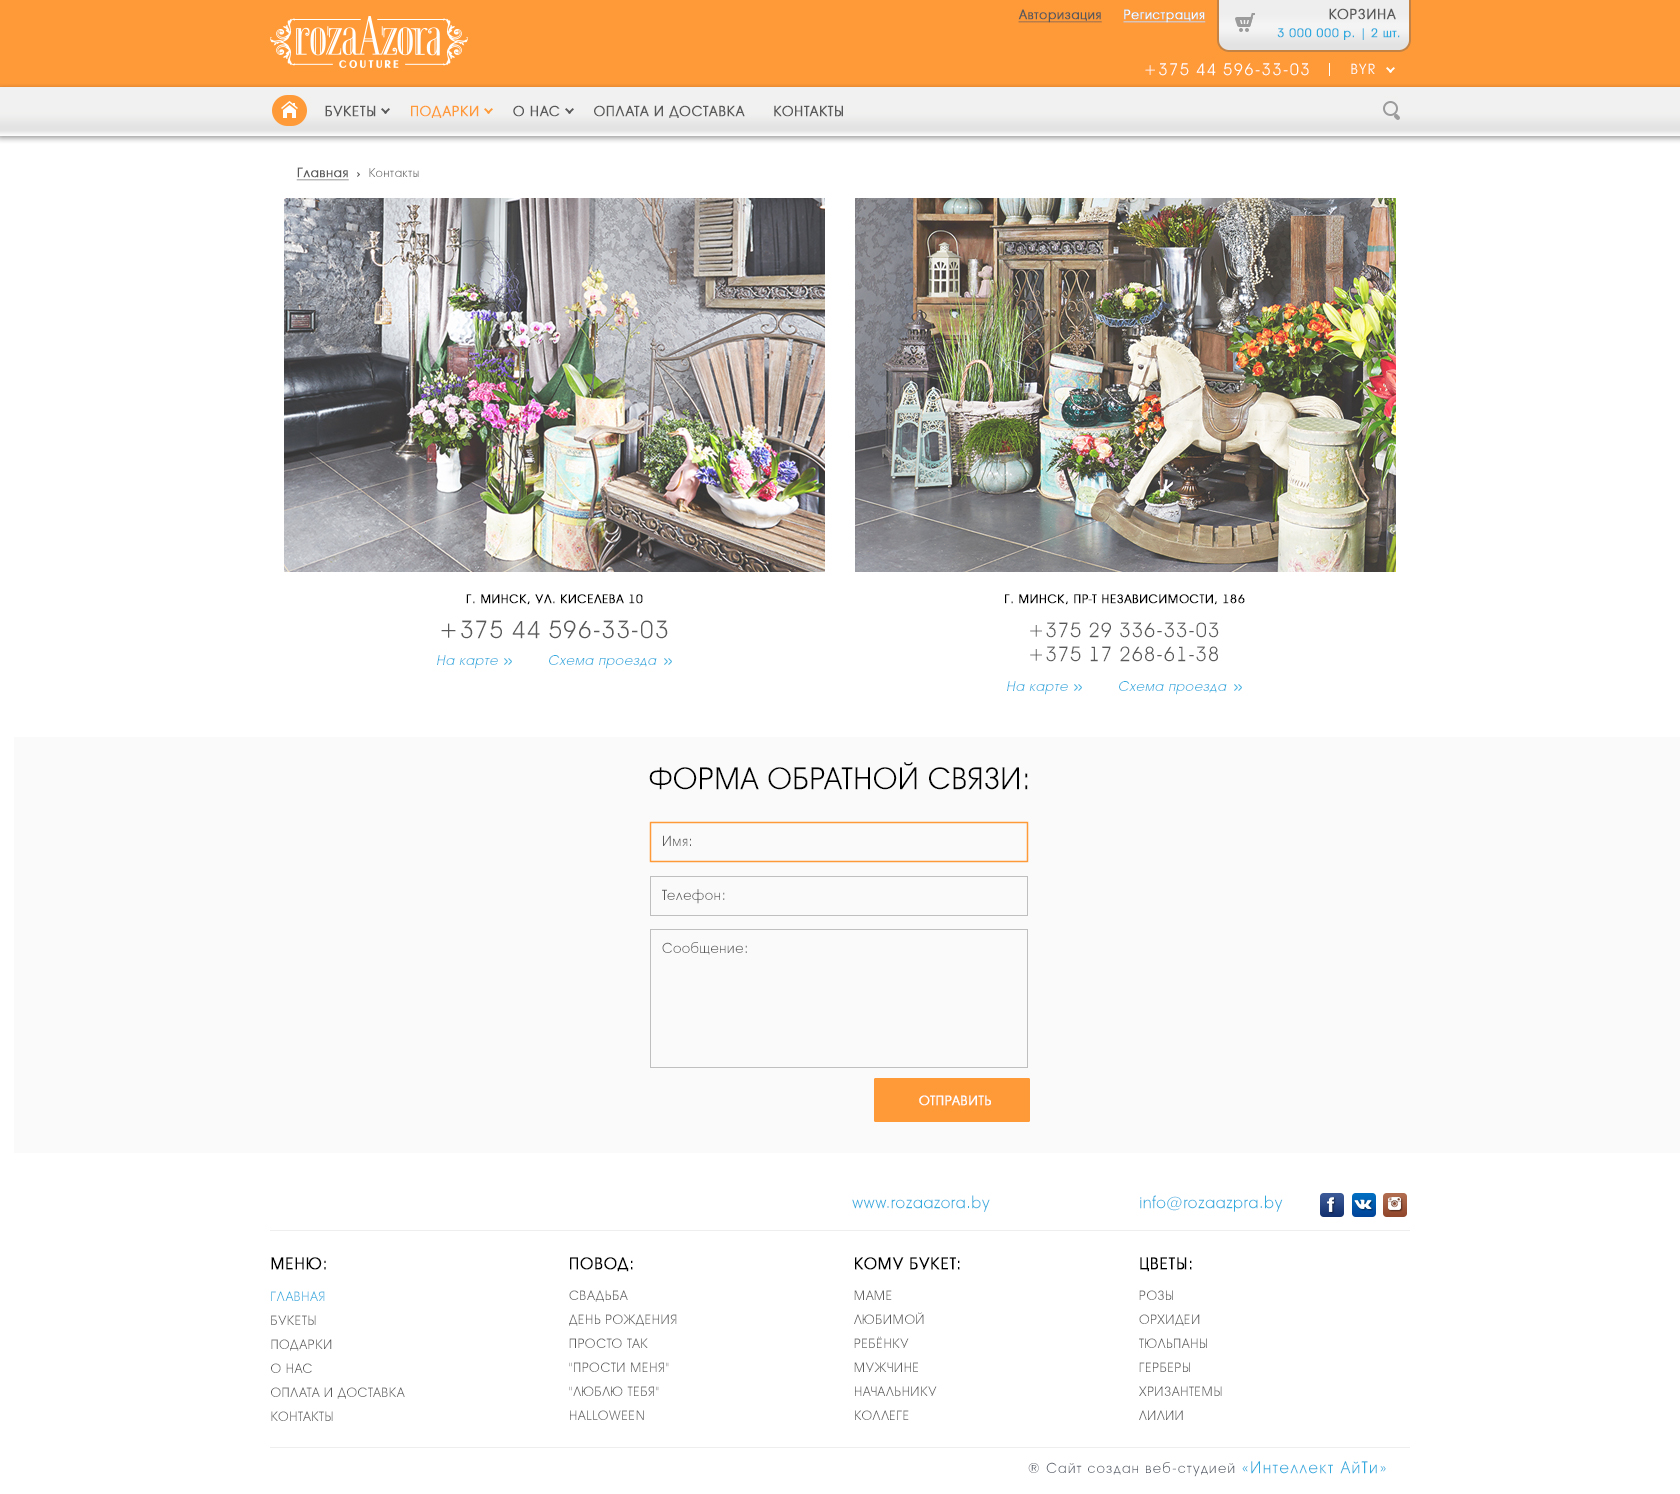 rozaAzora
COUTURE
Авторизация
Регистрация
КОРЗИНА
3 000 000 р. | 2 шт.
+375 44 596-33-03 | BYR
БУКЕТЫ
ПОДАРКИ
О НАС
ОПЛАТА И ДОСТАВКА
КОНТАКТЫ
Главная › Контакты
Г. МИНСК, УЛ. КИСЕЛЕВА 10
+375 44 596-33-03
На карте »
Схема проезда »
Г. МИНСК, ПР-Т НЕЗАВИСИМОСТИ, 186
+375 29 336-33-03
+375 17 268-61-38
На карте »
Схема проезда »
ФОРМА ОБРАТНОЙ СВЯЗИ:
Имя:
Телефон:
Сообщение:
ОТПРАВИТЬ
www.rozaazora.by
info@rozaazpra.by
МЕНЮ:
ГЛАВНАЯ
БУКЕТЫ
ПОДАРКИ
О НАС
ОПЛАТА И ДОСТАВКА
КОНТАКТЫ
ПОВОД:
СВАДЬБА
ДЕНЬ РОЖДЕНИЯ
ПРОСТО ТАК
"ПРОСТИ МЕНЯ"
"ЛЮБЛЮ ТЕБЯ"
HALLOWEEN
КОМУ БУКЕТ:
МАМЕ
ЛЮБИМОЙ
РЕБЁНКУ
МУЖЧИНЕ
НАЧАЛЬНИКУ
КОЛЛЕГЕ
ЦВЕТЫ:
РОЗЫ
ОРХИДЕИ
ТЮЛЬПАНЫ
ГЕРБЕРЫ
ХРИЗАНТЕМЫ
ЛИЛИИ
® Сайт создан веб-студией «Интеллект АйТи»